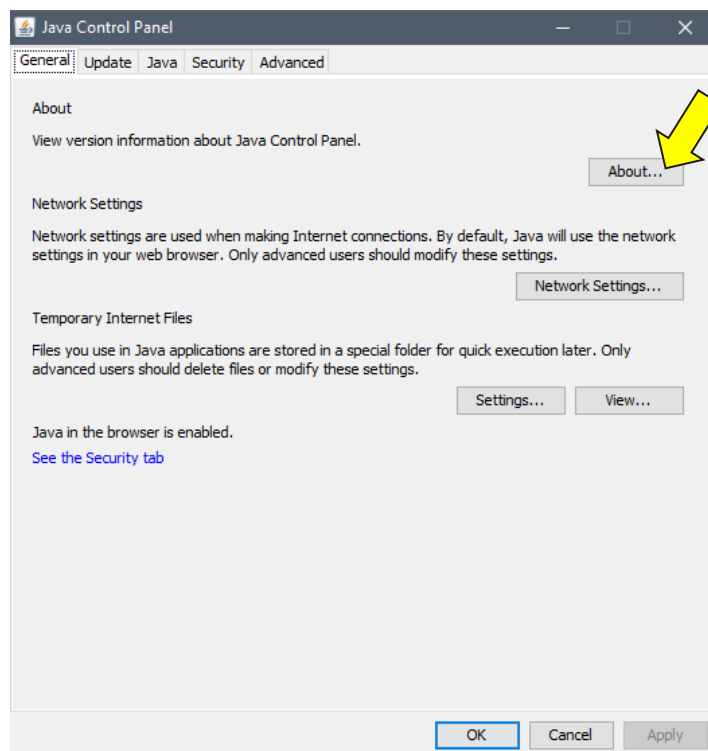 Java Control Panel
General Update Java Security Advanced
About
View version information about Java Control Panel.
About...
Network Settings
Network settings are used when making Internet connections. By default, Java will use the network
settings in your web browser. Only advanced users should modify these settings.
Network Settings...
Temporary Internet Files
Files you use in Java applications are stored in a special folder for quick execution later. Only
advanced users should delete files or modify these settings.
Settings... View...
Java in the browser is enabled.
See the Security tab
OK Cancel Apply